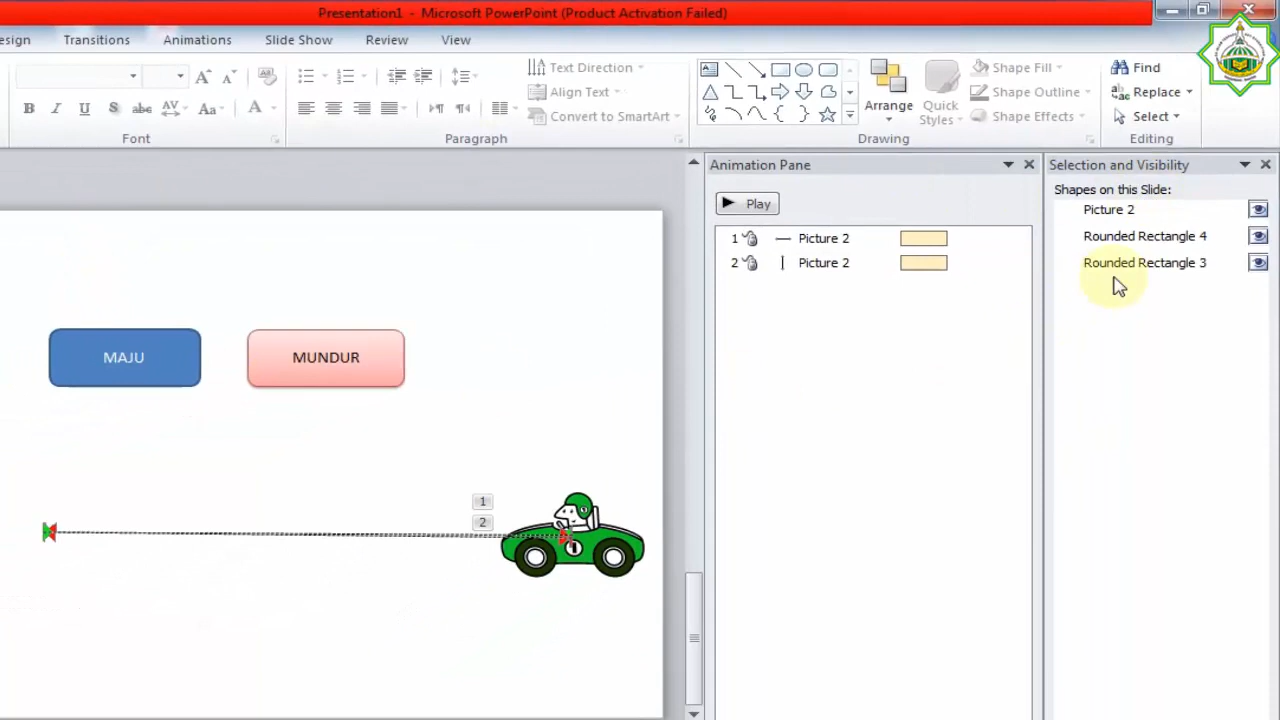 Presentation1 - Microsoft PowerPoint (Product Activation Failed)
esign Transitions Animations Slide Show Review View
Text Direction
Align Text
Convert to SmartArt
Arrange
Quick Styles
Shape Fill
Shape Outline
Shape Effects
Find
Replace
Select
Font Paragraph Drawing Editing
Animation Pane
Play
1 Picture 2
2 Picture 2
Selection and Visibility
Shapes on this Slide:
Picture 2
Rounded Rectangle 4
Rounded Rectangle 3
MAJU MUNDUR
1
2
1